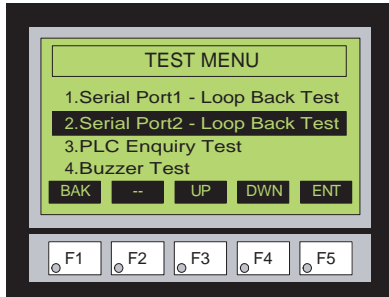 TEST MENU
1.Serial Port1 - Loop Back Test
2.Serial Port2 - Loop Back Test
3.PLC Enquiry Test
4.Buzzer Test
BAK -- UP DWN ENT
F1 F2 F3 F4 F5